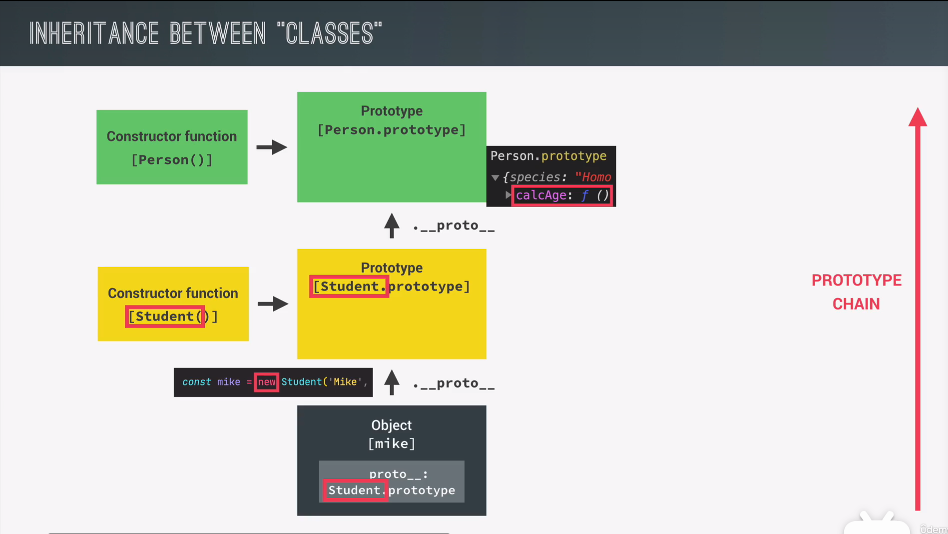 INHERITANCE BETWEEN "CLASSES"
Prototype
[Person.prototype]
Constructor function
[Person()]
Person.prototype
▼{species: "Homo
▶calcAge: ƒ ()
.__proto__
Prototype
[Student.prototype]
Constructor function
[Student()]
PROTOTYPE
CHAIN
const mike = new Student('Mike',
.__proto__
Object
[mike]
proto__:
Student.prototype